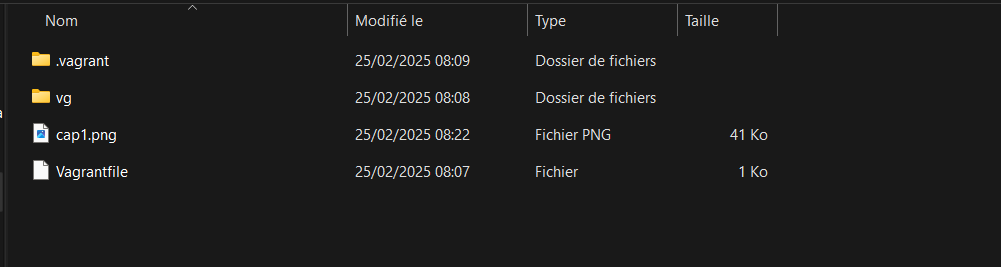 Nom Modifié le Type Taille
.vagrant 25/02/2025 08:09 Dossier de fichiers
vg 25/02/2025 08:08 Dossier de fichiers
cap1.png 25/02/2025 08:22 Fichier PNG 41 Ko
Vagrantfile 25/02/2025 08:07 Fichier 1 Ko